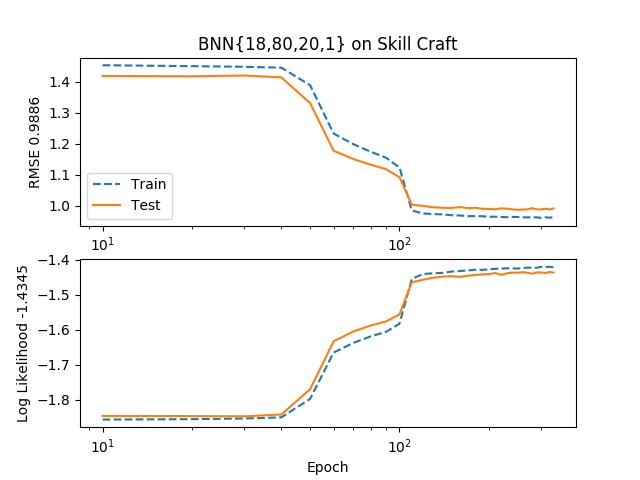 BNN{18,80,20,1} on Skill Craft
RMSE 0.9886
1.4
1.3
1.2
1.1
1.0
Train
Test
10¹
10²
Log Likelihood -1.4345
−1.4
−1.5
−1.6
−1.7
−1.8
10¹
10²
Epoch